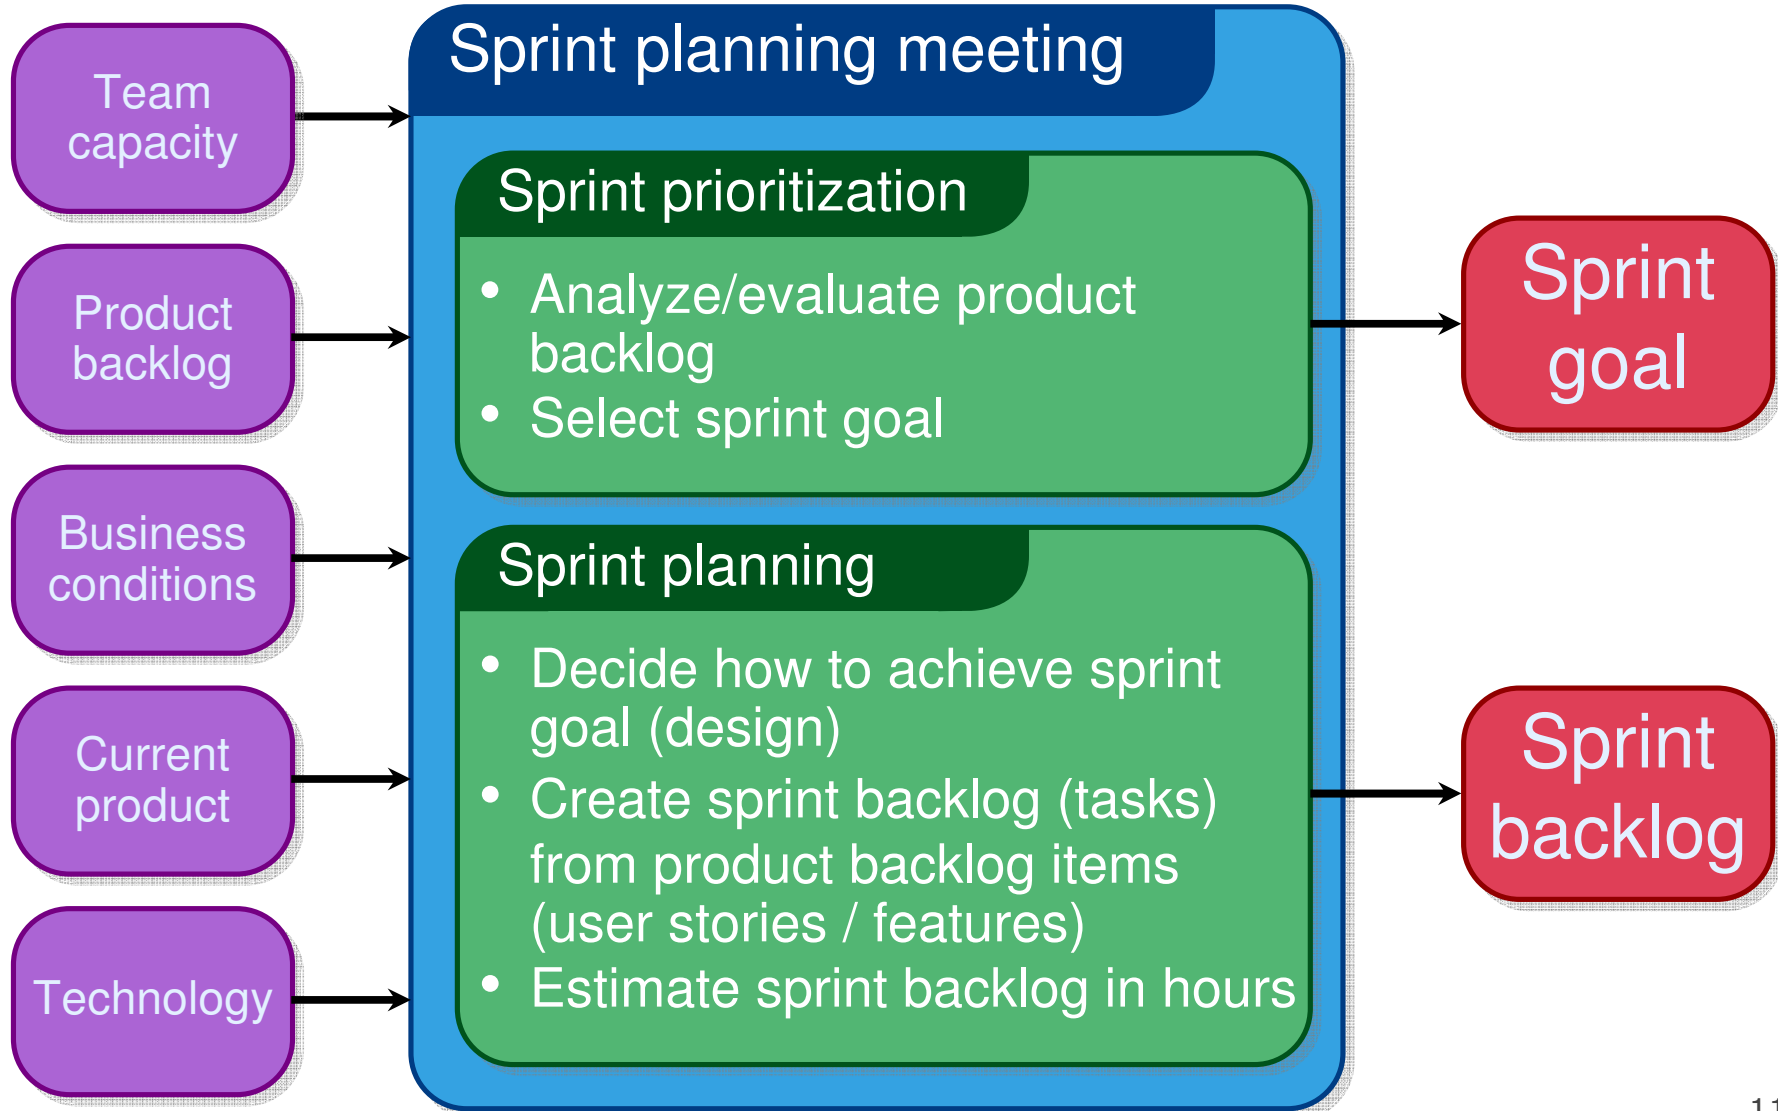 Team
capacity
Product
backlog
Business
conditions
Current
product
Technology
Sprint planning meeting
Sprint prioritization
• Analyze/evaluate product
backlog
• Select sprint goal
Sprint planning
• Decide how to achieve sprint
goal (design)
• Create sprint backlog (tasks)
from product backlog items
(user stories / features)
• Estimate sprint backlog in hours
Sprint
goal
Sprint
backlog